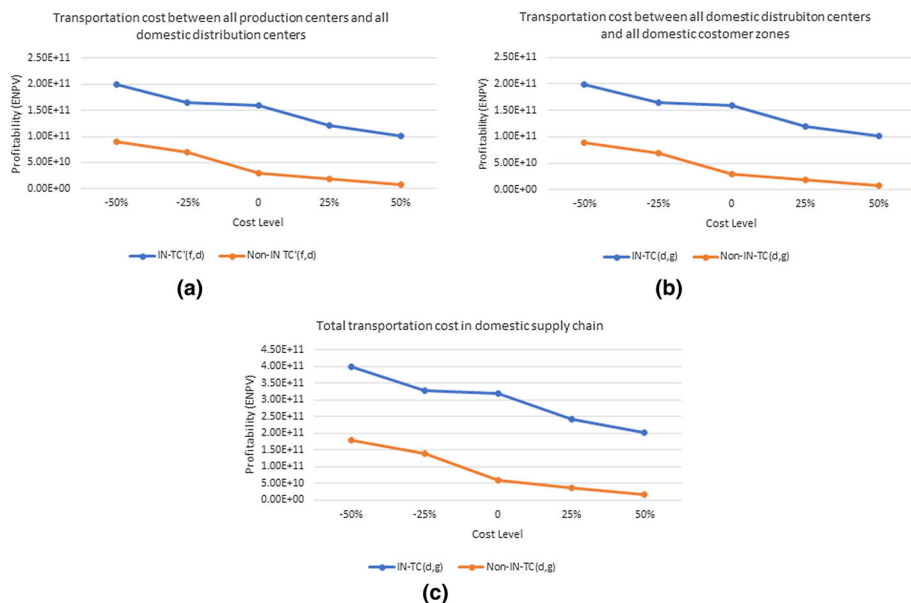 Transportation cost between all production centers and all
domestic distribution centers
Profitability (ENPV)
2.50E+11
2.00E+11
1.50E+11
1.00E+11
5.00E+10
0.00E+00
-50%
-25%
0
25%
50%
Cost Level
IN-TC'(f,d)
Non-IN TC'(f,d)
(a)
Transportation cost between all domestic distrubiton centers
and all domestic costomer zones
Profitability (ENPV)
2.50E+11
2.00E+11
1.50E+11
1.00E+11
5.00E+10
0.00E+00
-50%
-25%
0
25%
50%
Cost Level
IN-TC(d,g)
Non-IN-TC(d,g)
(b)
Total transportation cost in domestic supply chain
Profitability (ENPV)
4.50E+11
4.00E+11
3.50E+11
3.00E+11
2.50E+11
2.00E+11
1.50E+11
1.00E+11
5.00E+10
0.00E+00
-50%
-25%
0
25%
50%
Cost Level
IN-TC(d,g)
Non-IN-TC(d,g)
(c)